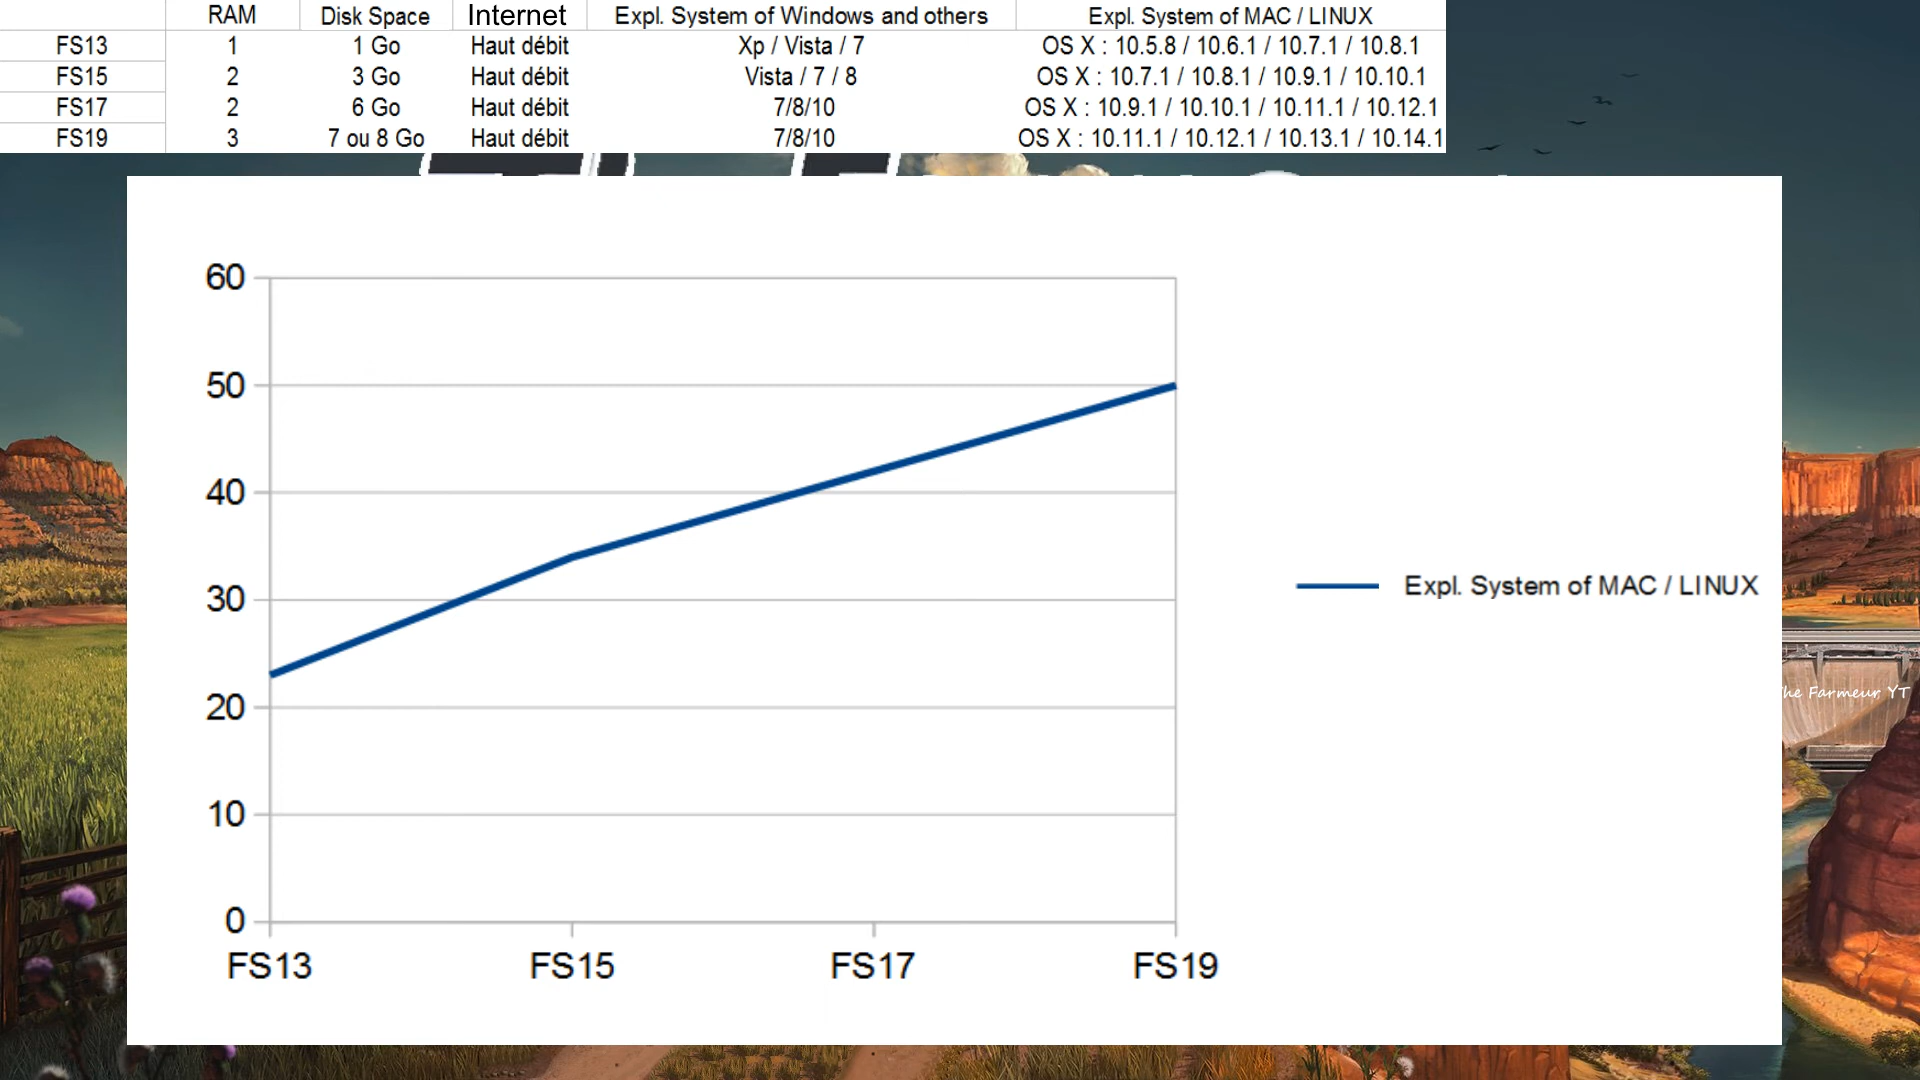 RAM Disk Space Internet Expl. System of Windows and others Expl. System of MAC / LINUX
FS13 1 1 Go Haut débit Xp / Vista / 7 OS X : 10.5.8 / 10.6.1 / 10.7.1 / 10.8.1
FS15 2 3 Go Haut débit Vista / 7 / 8 OS X : 10.7.1 / 10.8.1 / 10.9.1 / 10.10.1
FS17 2 6 Go Haut débit 7/8/10 OS X : 10.9.1 / 10.10.1 / 10.11.1 / 10.12.1
FS19 3 7 ou 8 Go Haut débit 7/8/10 OS X : 10.11.1 / 10.12.1 / 10.13.1 / 10.14.1
60
50
40
30
20
10
0
FS13 FS15 FS17 FS19
Expl. System of MAC / LINUX
Farmeur YT